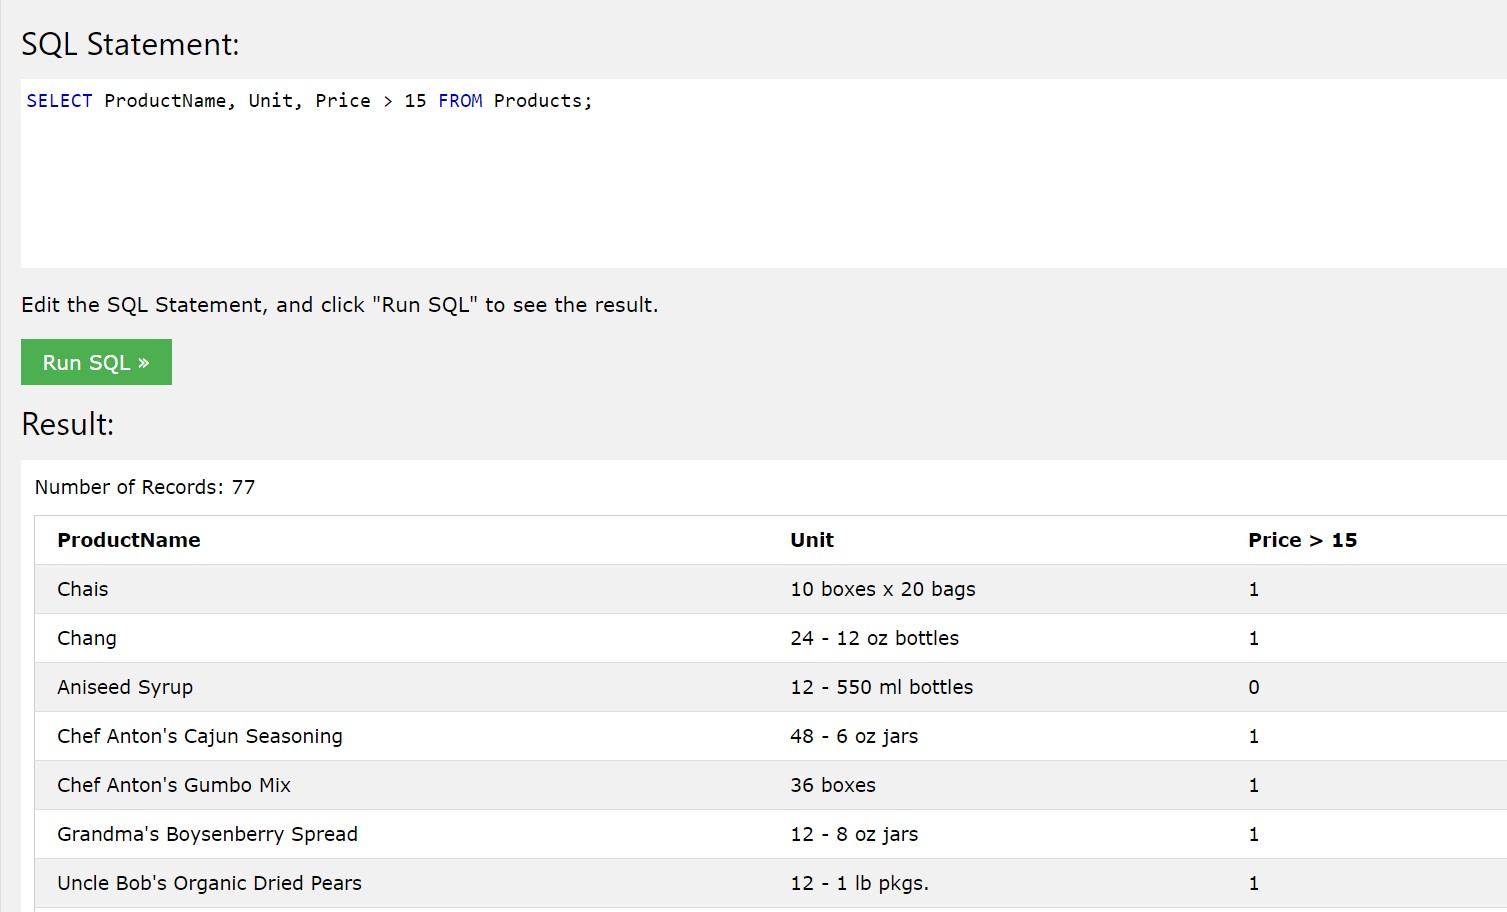 SQL Statement:
SELECT ProductName, Unit, Price > 15 FROM Products;
Edit the SQL Statement, and click "Run SQL" to see the result.
Run SQL »
Result:
Number of Records: 77
ProductName Unit Price > 15
Chais 10 boxes x 20 bags 1
Chang 24 - 12 oz bottles 1
Aniseed Syrup 12 - 550 ml bottles 0
Chef Anton's Cajun Seasoning 48 - 6 oz jars 1
Chef Anton's Gumbo Mix 36 boxes 1
Grandma's Boysenberry Spread 12 - 8 oz jars 1
Uncle Bob's Organic Dried Pears 12 - 1 lb pkgs. 1